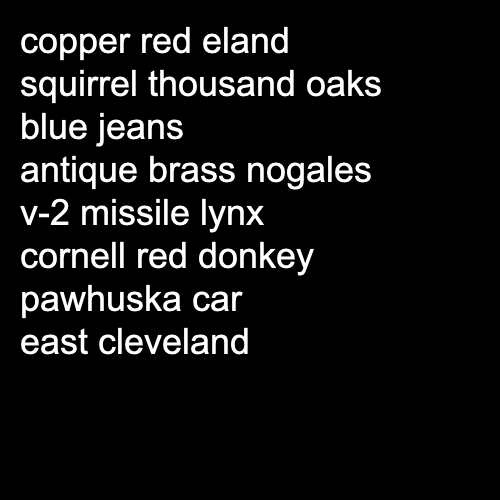 copper red eland
squirrel thousand oaks
blue jeans
antique brass nogales
v-2 missile lynx
cornell red donkey
pawhuska car
east cleveland